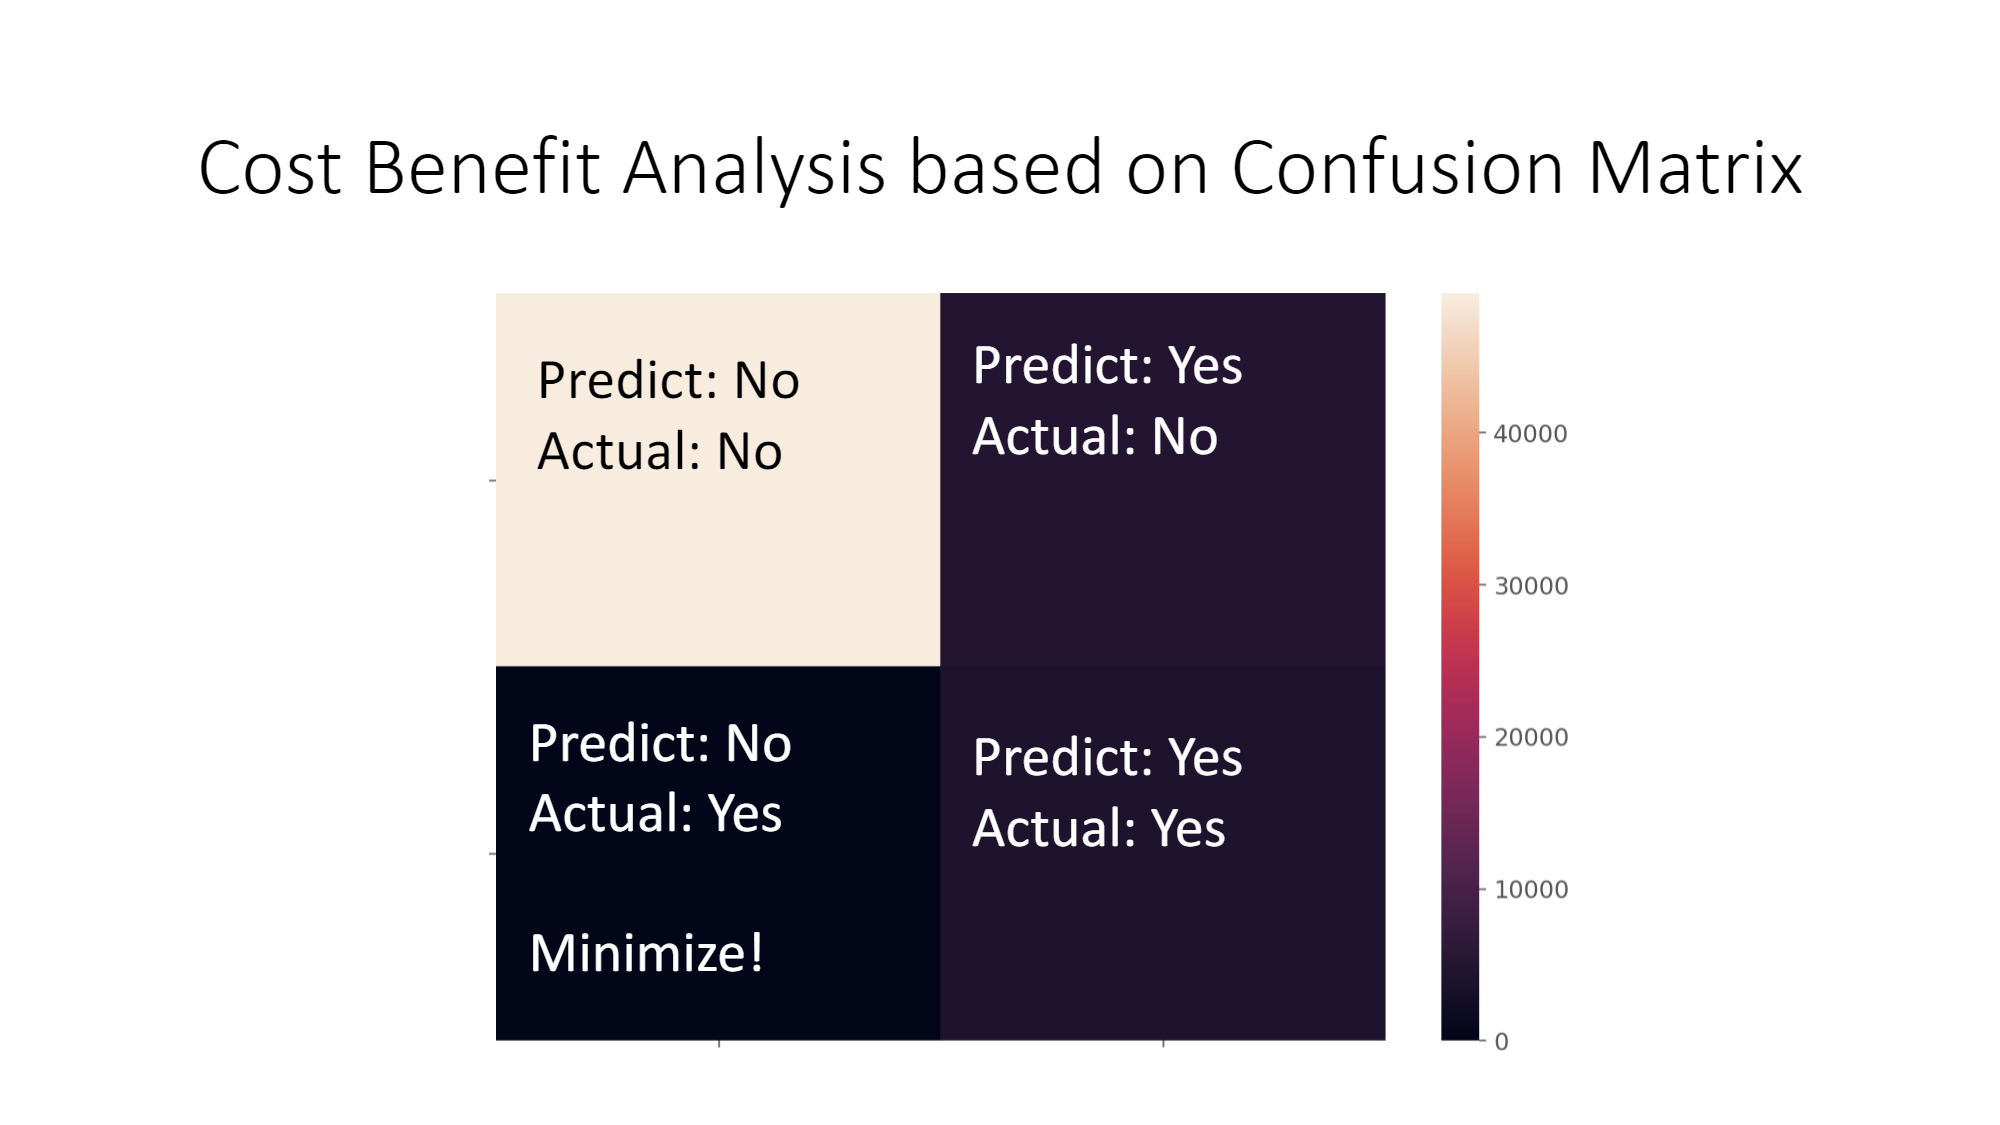 Cost Benefit Analysis based on Confusion Matrix
Predict: No
Actual: No
Predict: Yes
Actual: No
Predict: No
Actual: Yes
Minimize!
Predict: Yes
Actual: Yes
40000
30000
20000
10000
0